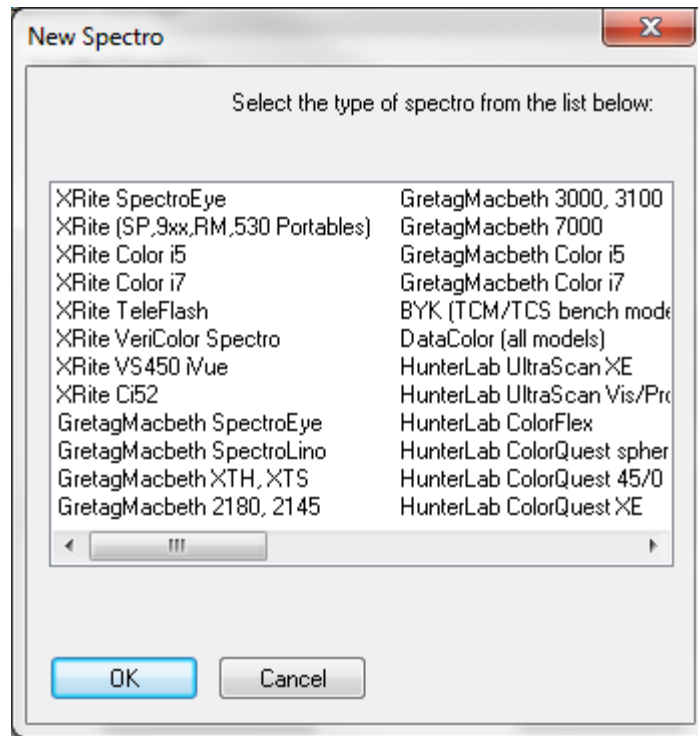 New Spectro
Select the type of spectro from the list below:
XRite SpectroEye
XRite (SP,9xx,RM,530 Portables)
XRite Color i5
XRite Color i7
XRite TeleFlash
XRite VeriColor Spectro
XRite VS450 iVue
XRite Ci52
GretagMacbeth SpectroEye
GretagMacbeth SpectroLino
GretagMacbeth XTH, XTS
GretagMacbeth 2180, 2145
GretagMacbeth 3000, 3100
GretagMacbeth 7000
GretagMacbeth Color i5
GretagMacbeth Color i7
BYK (TCM/TCS bench mode
DataColor (all models)
HunterLab UltraScan XE
HunterLab UltraScan Vis/Pro
HunterLab ColorFlex
HunterLab ColorQuest spher
HunterLab ColorQuest 45/0
HunterLab ColorQuest XE
OK
Cancel